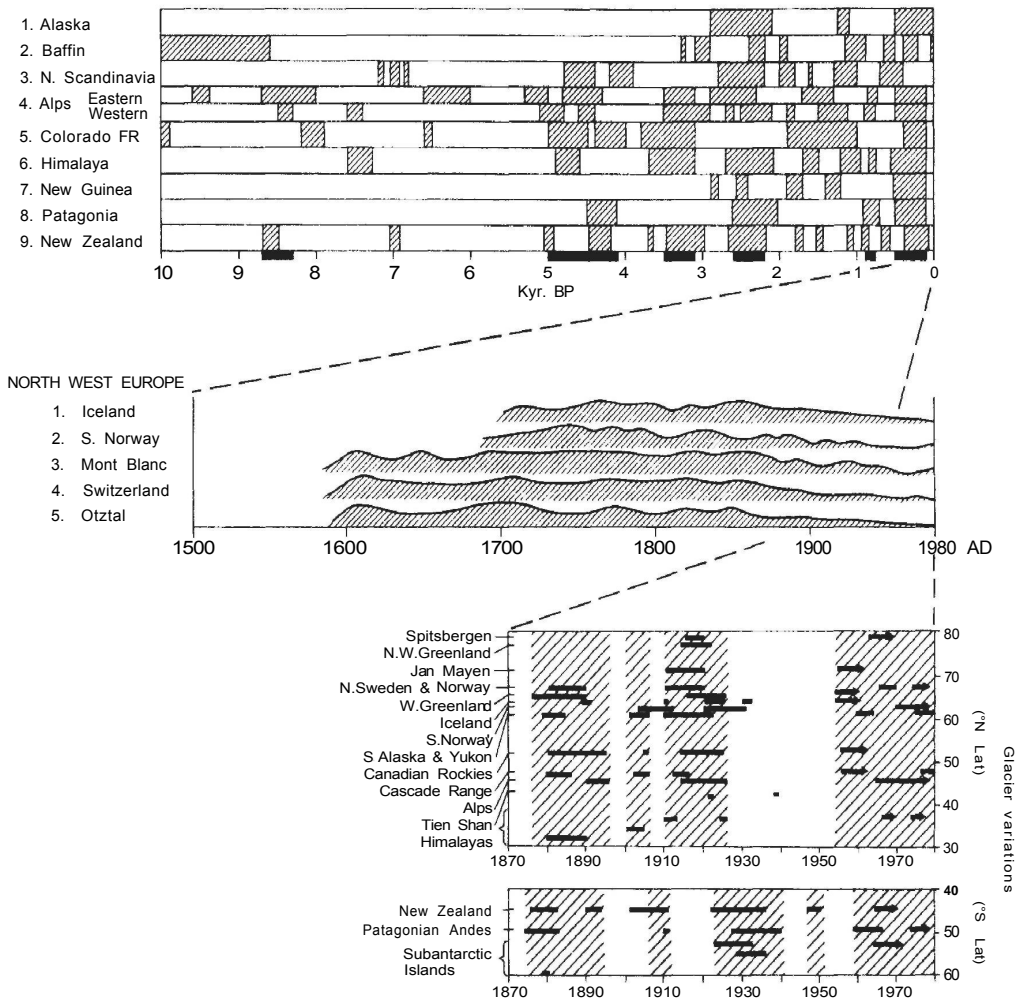 1. Alaska
2. Baffin
3. N. Scandinavia
4. Alps Eastern
Western
5. Colorado FR
6. Himalaya
7. New Guinea
8. Patagonia
9. New Zealand
10 9 8 7 6 5 4 3 2 1 0
Kyr. BP
NORTH WEST EUROPE
1. Iceland
2. S. Norway
3. Mont Blanc
4. Switzerland
5. Otztal
1500 1600 1700 1800 1900 1980 AD
Spitsbergen
N.W.Greenland
Jan Mayen
N.Sweden & Norway
W.Greenland
Iceland
S.Norway
S Alaska & Yukon
Canadian Rockies
Cascade Range
Alps
Tien Shan
Himalayas
80
70
60
50
40
30
(°N Lat)
1870 1890 1910 1930 1950 1970
Glacier variations
New Zealand
Patagonian Andes
Subantarctic
Islands
40
50
60
(°S Lat)
1870 1890 1910 1930 1950 1970